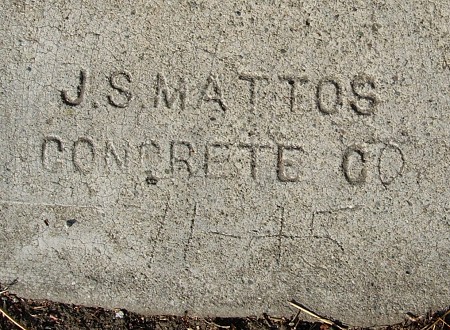 J.S. MATTOS
CONCRETE CO.
11-45